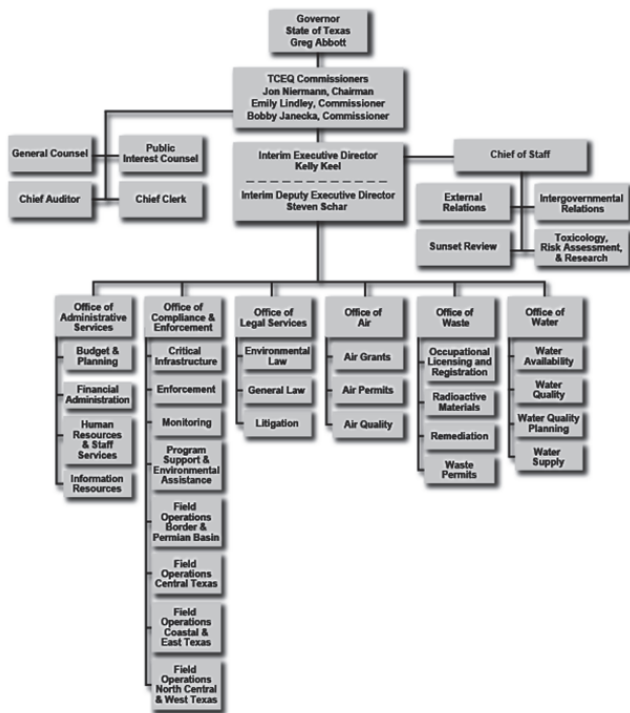 Governor
State of Texas
Greg Abbott
TCEQ Commissioners
Jon Niermann, Chairman
Emily Lindley, Commissioner
Bobby Janecka, Commissioner
General Counsel
Public
Interest Counsel
Chief Auditor
Chief Clerk
Interim Executive Director
Kelly Keel
Interim Deputy Executive Director
Steven Schar
Chief of Staff
External
Relations
Intergovernmental
Relations
Sunset Review
Toxicology,
Risk Assessment,
& Research
Office of
Administrative
Services
Budget &
Planning
Financial
Administration
Human
Resources
& Staff
Services
Information
Resources
Office of
Compliance &
Enforcement
Critical
Infrastructure
Enforcement
Monitoring
Program
Support &
Environmental
Assistance
Field
Operations
Border &
Permian Basin
Field
Operations
Central Texas
Field
Operations
Coastal &
East Texas
Field
Operations
North Central
& West Texas
Office of
Legal Services
Environmental
Law
General Law
Litigation
Office of
Air
Air Grants
Air Permits
Air Quality
Office of
Waste
Occupational
Licensing and
Registration
Radioactive
Materials
Remediation
Waste
Permits
Office of
Water
Water
Availability
Water
Quality
Water Quality
Planning
Water
Supply